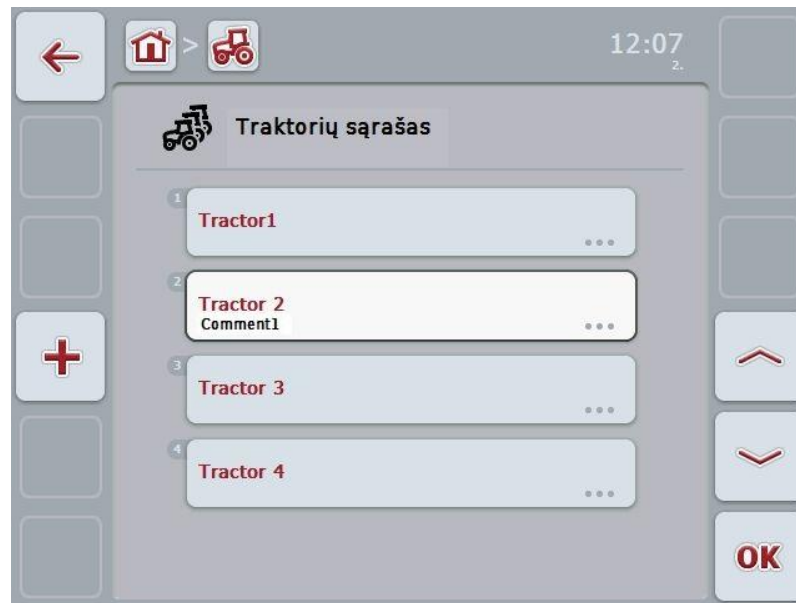 >
12:07
2.
Traktorių sąrašas
1
Tractor1
2
Tractor 2
Comment1
3
Tractor 3
4
Tractor 4
OK